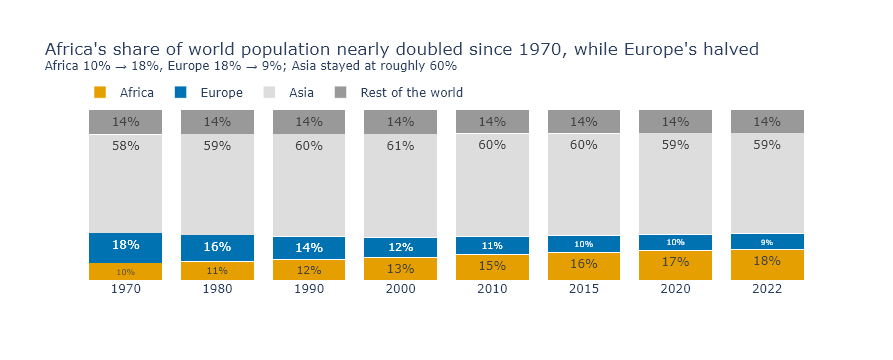 Africa's share of world population nearly doubled since 1970, while Europe's halved
Africa 10% → 18%, Europe 18% → 9%; Asia stayed at roughly 60%
Africa Europe Asia Rest of the world
14% 14% 14% 14% 14% 14% 14% 14%
58% 59% 60% 61% 60% 60% 59% 59%
18% 16% 14% 12% 11% 10% 10% 9%
10% 11% 12% 13% 15% 16% 17% 18%
1970 1980 1990 2000 2010 2015 2020 2022